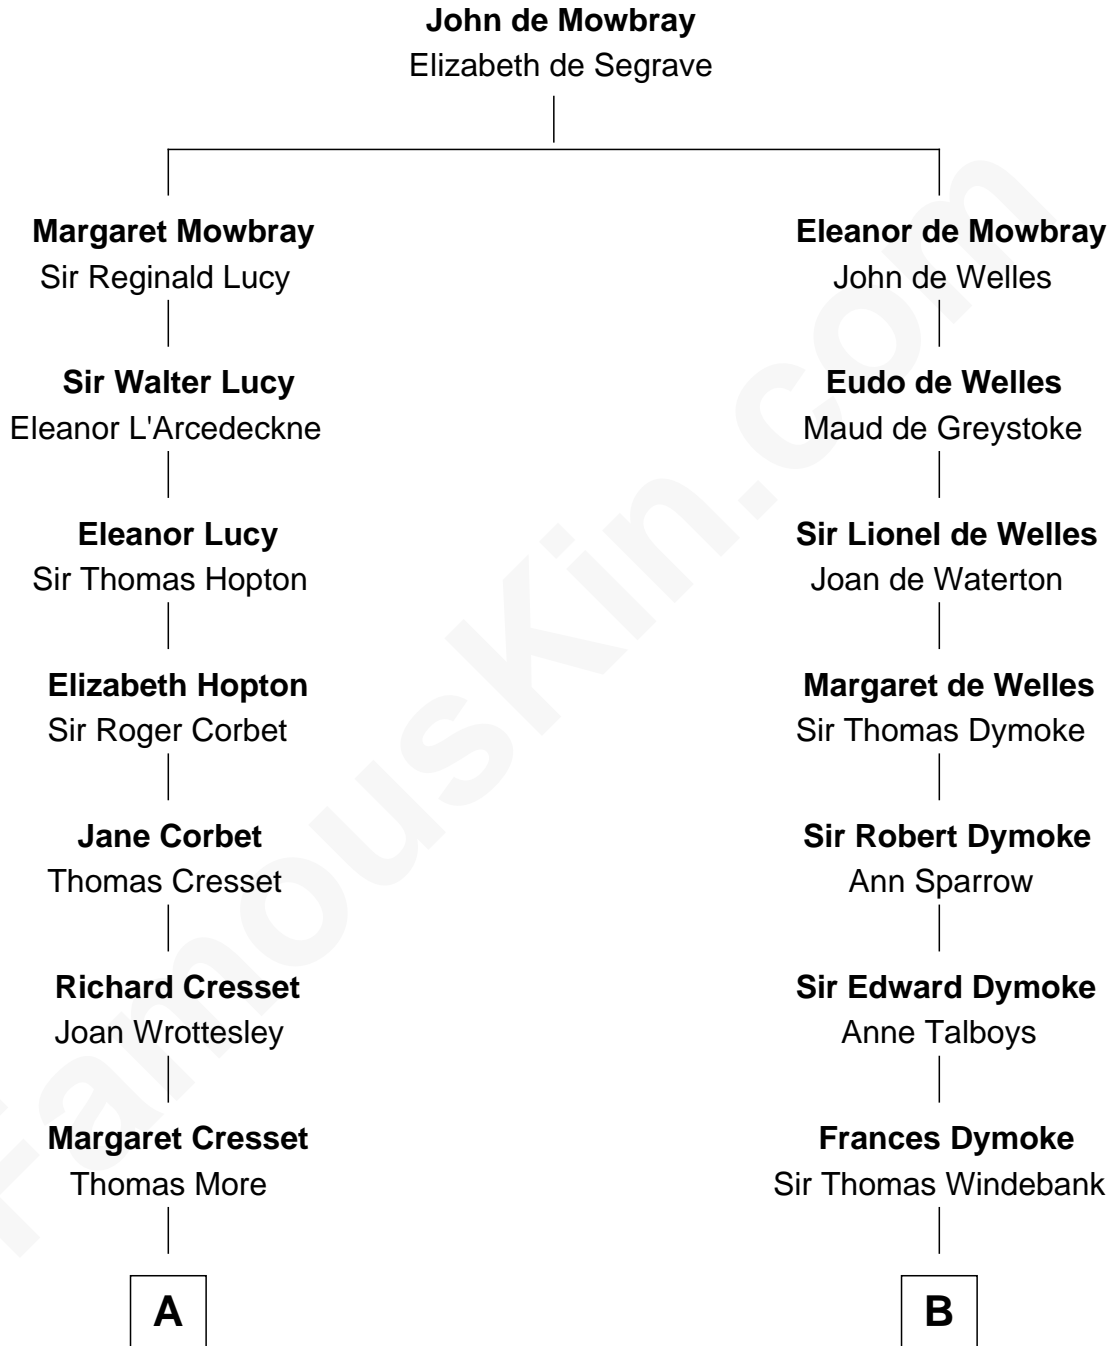 John de Mowbray
Elizabeth de Segrave
Margaret Mowbray
Sir Reginald Lucy
Eleanor de Mowbray
John de Welles
Sir Walter Lucy
Eleanor L'Arcedeckne
Eudo de Welles
Maud de Greystoke
Eleanor Lucy
Sir Thomas Hopton
Sir Lionel de Welles
Joan de Waterton
Elizabeth Hopton
Sir Roger Corbet
Margaret de Welles
Sir Thomas Dymoke
Jane Corbet
Thomas Cresset
Sir Robert Dymoke
Ann Sparrow
Richard Cresset
Joan Wrottesley
Sir Edward Dymoke
Anne Talboys
Margaret Cresset
Thomas More
Frances Dymoke
Sir Thomas Windebank
A
B
FamousKin.com